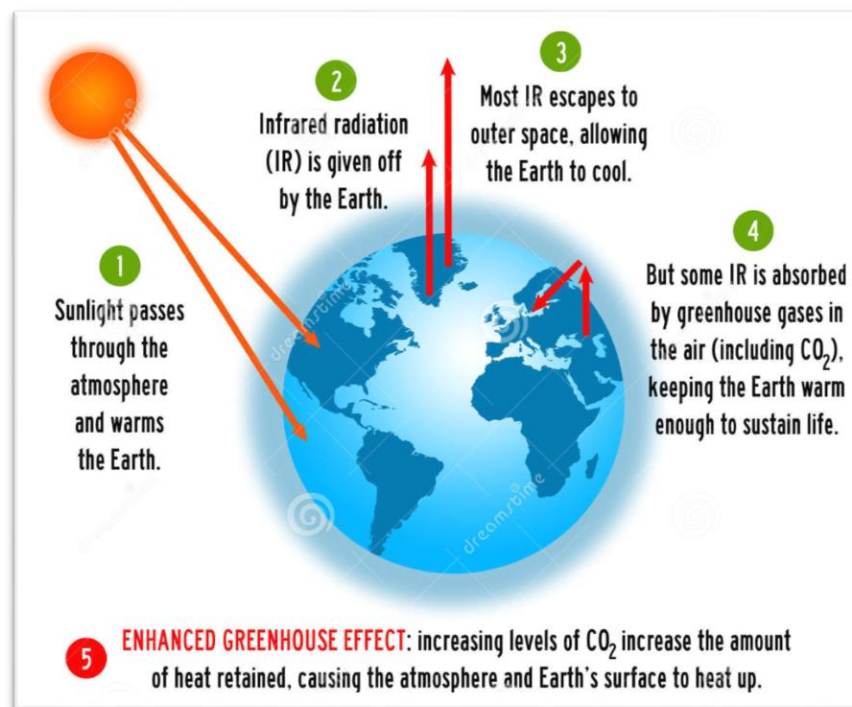 1
Sunlight passes
through the
atmosphere
and warms
the Earth.
2
Infrared radiation
(IR) is given off
by the Earth.
3
Most IR escapes to
outer space, allowing
the Earth to cool.
4
But some IR is absorbed
by greenhouse gases in
the air (including CO₂),
keeping the Earth warm
enough to sustain life.
5
ENHANCED GREENHOUSE EFFECT: increasing levels of CO₂ increase the amount
of heat retained, causing the atmosphere and Earth's surface to heat up.
dreamstime
dreamstime
dreamstime